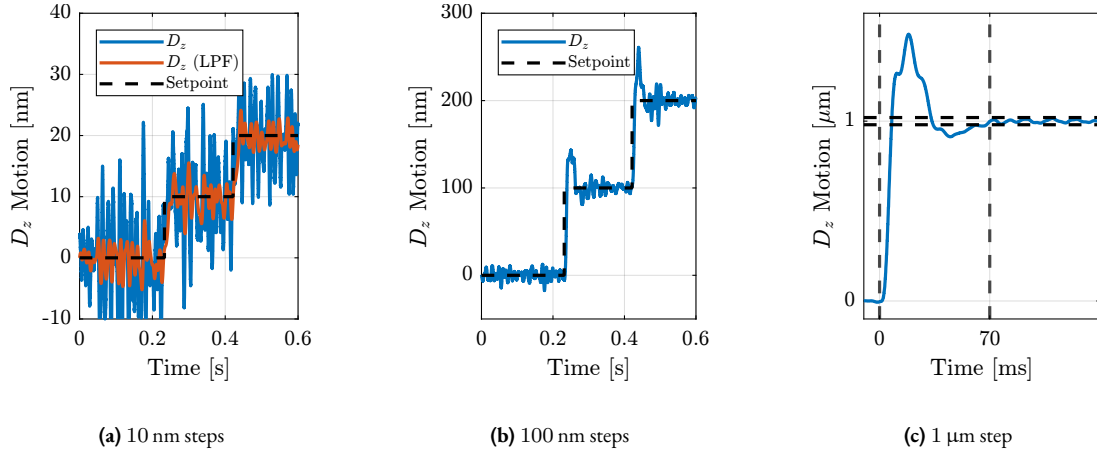 40
30
20
10
0
-10
D_z Motion [nm]
D_z
D_z (LPF)
Setpoint
0
0.2
0.4
0.6
Time [s]
(a) 10 nm steps
300
200
100
0
D_z Motion [nm]
D_z
Setpoint
0
0.2
0.4
0.6
Time [s]
(b) 100 nm steps
1
0
D_z Motion [μm]
0
70
Time [ms]
(c) 1 μm step